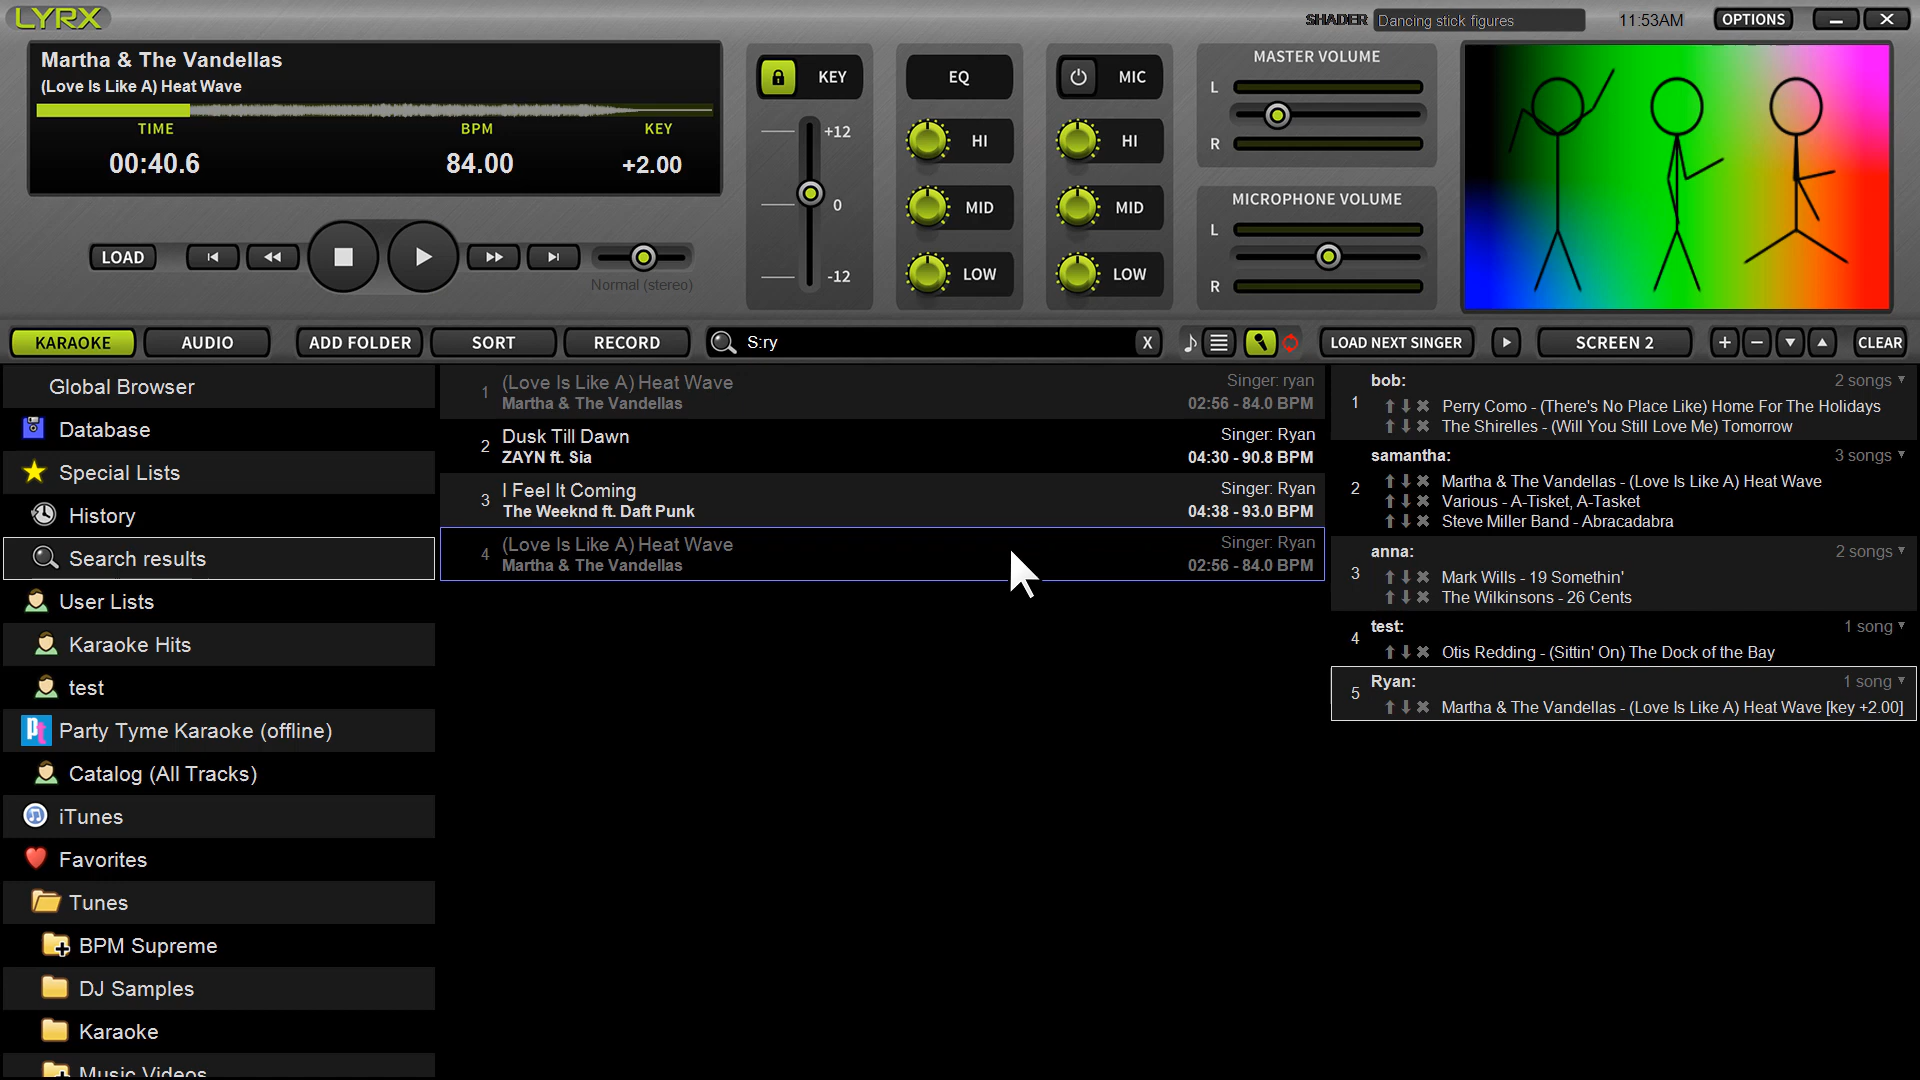 LYRX
SHADER Dancing stick figures 11:53AM OPTIONS
Martha & The Vandellas
(Love Is Like A) Heat Wave
TIME BPM KEY
00:40.6 84.00 +2.00
LOAD
Normal (stereo)
KEY
+12
0
-12
EQ
HI
MID
LOW
MIC
HI
MID
LOW
MASTER VOLUME
L
R
MICROPHONE VOLUME
L
R
KARAOKE AUDIO ADD FOLDER SORT RECORD S:ry X LOAD NEXT SINGER SCREEN 2 CLEAR
Global Browser
Database
Special Lists
History
Search results
User Lists
Karaoke Hits
test
Party Tyme Karaoke (offline)
Catalog (All Tracks)
iTunes
Favorites
Tunes
BPM Supreme
DJ Samples
Karaoke
Music Videos
1 (Love Is Like A) Heat Wave Singer: ryan
Martha & The Vandellas 02:56 - 84.0 BPM
2 Dusk Till Dawn Singer: Ryan
ZAYN ft. Sia 04:30 - 90.8 BPM
3 I Feel It Coming Singer: Ryan
The Weeknd ft. Daft Punk 04:38 - 93.0 BPM
4 (Love Is Like A) Heat Wave Singer: Ryan
Martha & The Vandellas 02:56 - 84.0 BPM
1 bob: 2 songs
Perry Como - (There's No Place Like) Home For The Holidays
The Shirelles - (Will You Still Love Me) Tomorrow
2 samantha: 3 songs
Martha & The Vandellas - (Love Is Like A) Heat Wave
Various - A-Tisket, A-Tasket
Steve Miller Band - Abracadabra
3 anna: 2 songs
Mark Wills - 19 Somethin'
The Wilkinsons - 26 Cents
4 test: 1 song
Otis Redding - (Sittin' On) The Dock of the Bay
5 Ryan: 1 song
Martha & The Vandellas - (Love Is Like A) Heat Wave [key +2.00]